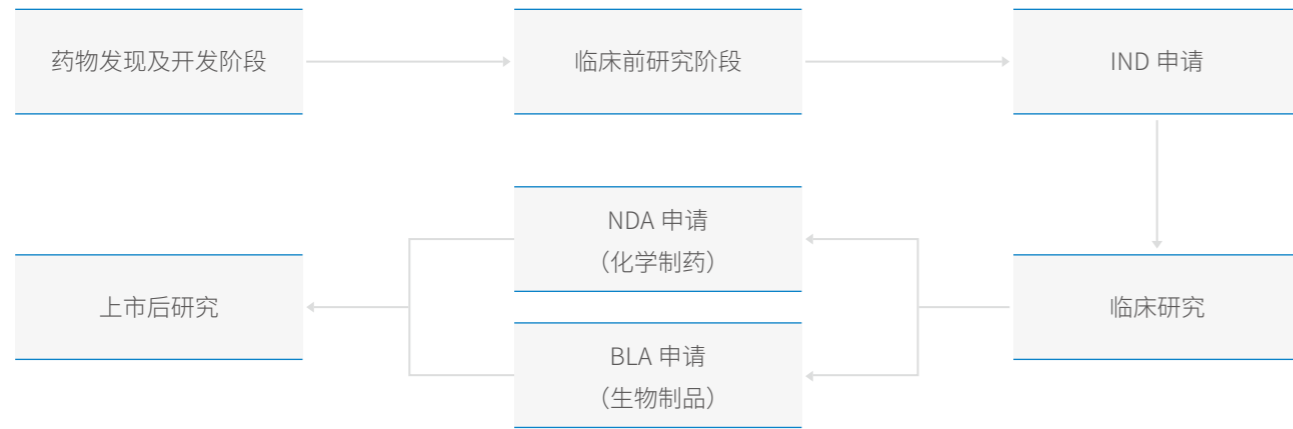 药物发现及开发阶段
临床前研究阶段
IND 申请
临床研究
NDA 申请
（化学制药）
BLA 申请
（生物制品）
上市后研究